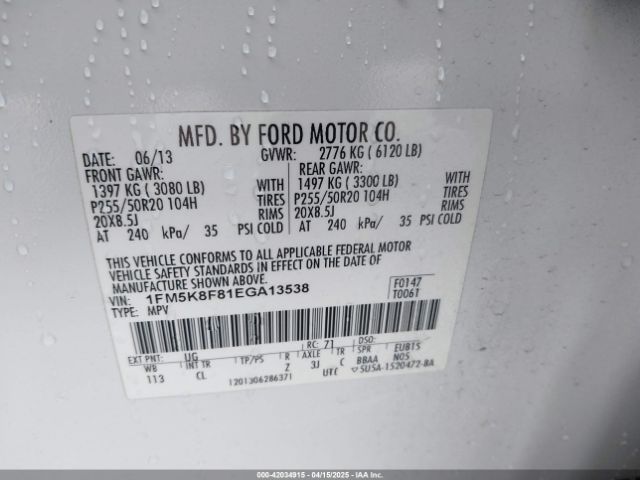 MFD. BY FORD MOTOR CO.
DATE: 06/13 GVWR: 2776 KG ( 6120 LB)
FRONT GAWR: REAR GAWR:
1397 KG ( 3080 LB) WITH 1497 KG ( 3300 LB) WITH
P255/50R20 104H TIRES P255/50R20 104H TIRES
20X8.5J RIMS 20X8.5J RIMS
AT 240 kPa/ 35 PSI COLD AT 240 kPa/ 35 PSI COLD
THIS VEHICLE CONFORMS TO ALL APPLICABLE FEDERAL MOTOR
VEHICLE SAFETY STANDARDS IN EFFECT ON THE DATE OF
MANUFACTURE SHOWN ABOVE.
VIN: 1FM5K8F81EGA13538 F0147
TYPE: MPV T0061
RC: 71 DSO:
EXT PNT: UG
WB INT TR TP/PS R AXLE TR SPR EU815
113 CL Z 3J C BBAA N05
1201306286371 UTC
000-42034915 - 04/15/2025 - IAA Inc.